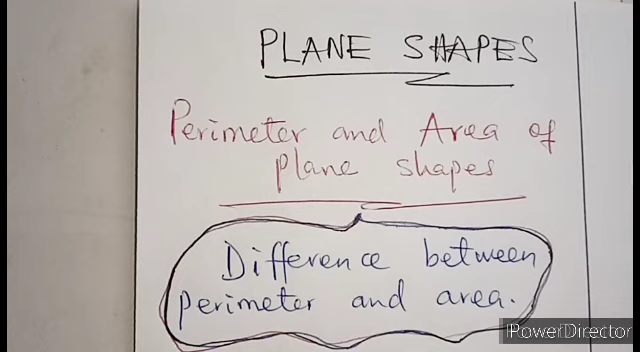 PLANE SHAPES
Perimeter and Area of
plane shapes
Difference between
perimeter and area.
PowerDirector